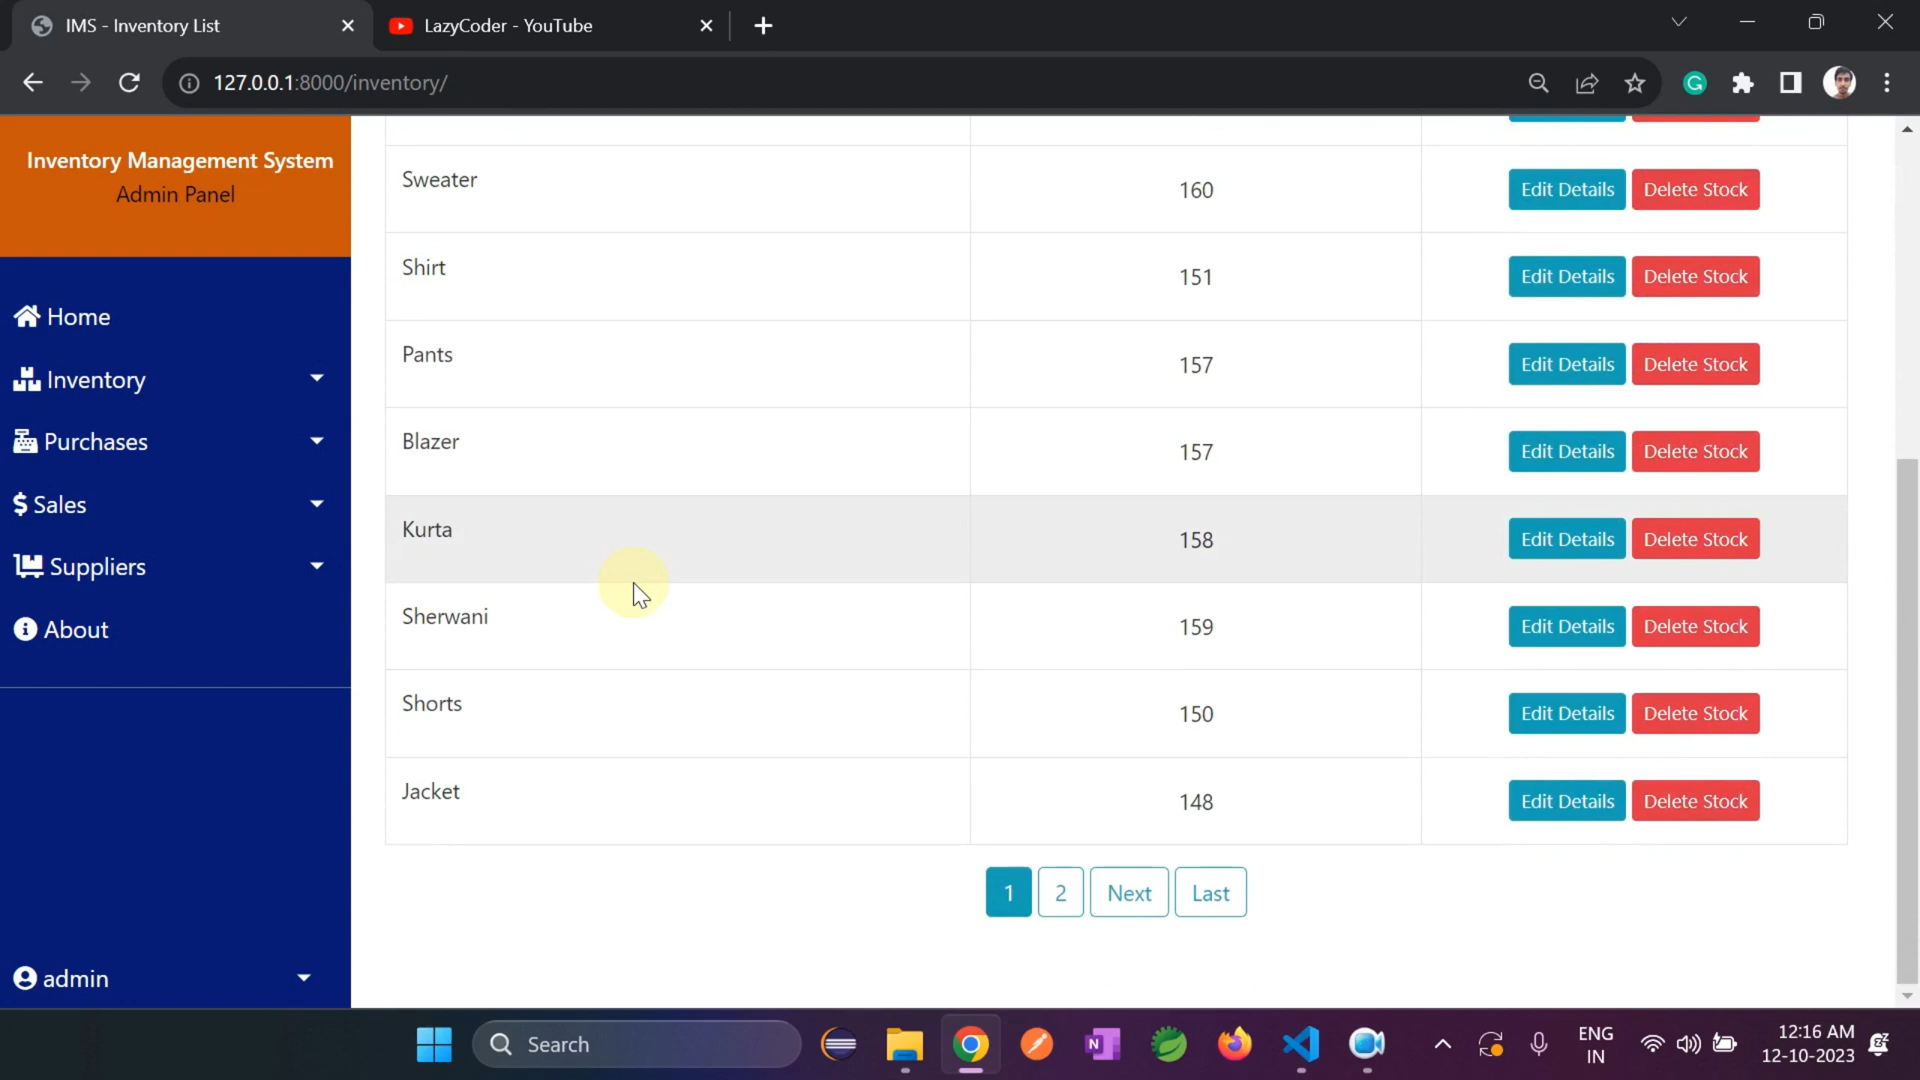 IMS - Inventory List
LazyCoder - YouTube
127.0.0.1:8000/inventory/
Inventory Management System
Admin Panel
Home
Inventory
Purchases
Sales
Suppliers
About
admin
Sweater 160 Edit Details Delete Stock
Shirt 151 Edit Details Delete Stock
Pants 157 Edit Details Delete Stock
Blazer 157 Edit Details Delete Stock
Kurta 158 Edit Details Delete Stock
Sherwani 159 Edit Details Delete Stock
Shorts 150 Edit Details Delete Stock
Jacket 148 Edit Details Delete Stock
1 2 Next Last
Search
ENG
IN
12:16 AM
12-10-2023